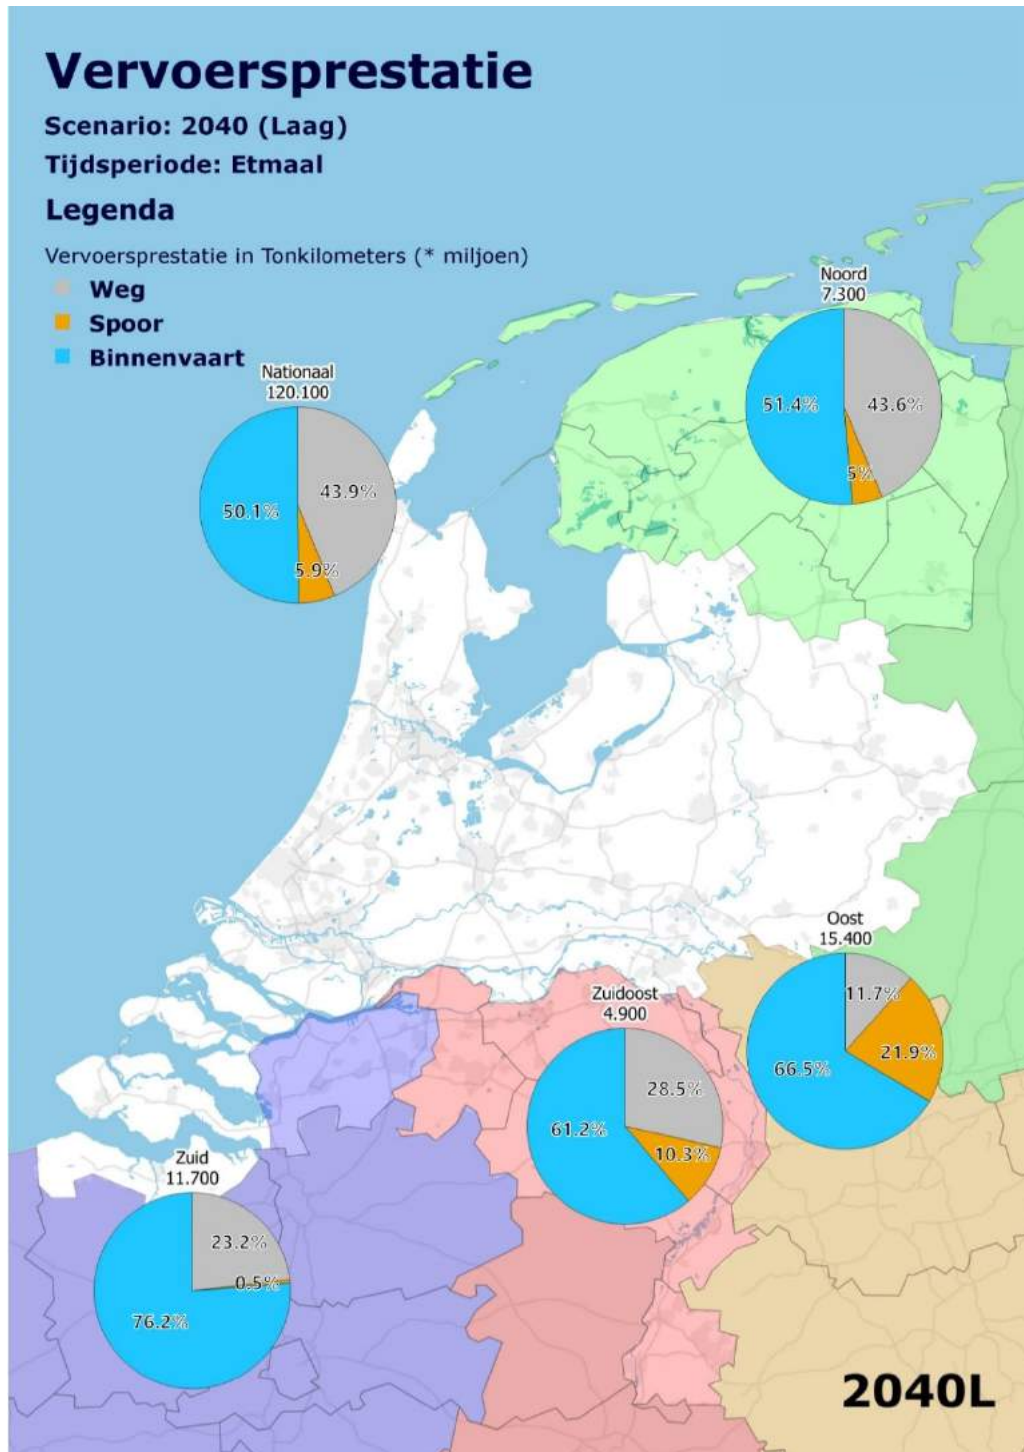 Vervoersprestatie
Scenario: 2040 (Laag)
Tijdsperiode: Etmaal
Legenda
Vervoersprestatie in Tonkilometers (* miljoen)
Weg
Spoor
Binnenvaart
Nationaal
120.100
50.1%
43.9%
5.9%
Noord
7.300
51.4%
43.6%
5%
Oost
15.400
11.7%
21.9%
66.5%
Zuidoost
4.900
28.5%
61.2%
10.3%
Zuid
11.700
23.2%
0.5%
76.2%
2040L